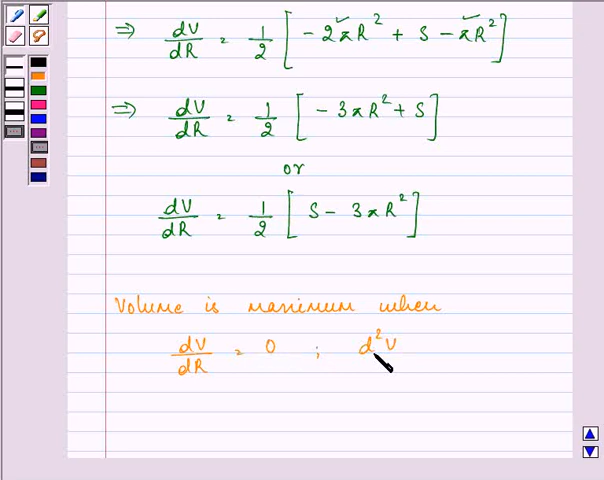 ⇒ dV/dR = 1/2 [ - 2πR² + S - πR² ]
⇒ dV/dR = 1/2 [ - 3πR² + S ]
or
dV/dR = 1/2 [ S - 3πR² ]
Volume is maximum when
dV/dR = 0 ; d²V